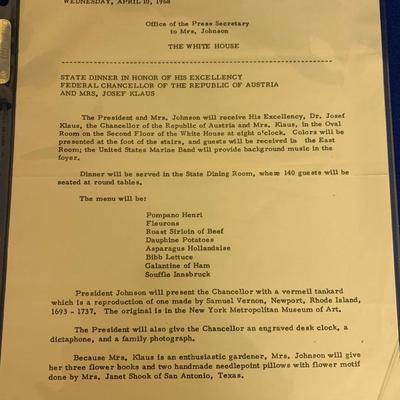 WEDNESDAY, APRIL 10, 1968
Office of the Press Secretary
to Mrs. Johnson
THE WHITE HOUSE
STATE DINNER IN HONOR OF HIS EXCELLENCY
FEDERAL CHANCELLOR OF THE REPUBLIC OF AUSTRIA
AND MRS. JOSEF KLAUS
The President and Mrs. Johnson will receive His Excellency, Dr. Josef
Klaus, the Chancellor of the Republic of Austria and Mrs. Klaus, in the Oval
Room on the Second Floor of the White House at eight o'clock. Colors will be
presented at the foot of the stairs, and guests will be received in the East
Room; the United States Marine Band will provide background music in the
foyer.
Dinner will be served in the State Dining Room, where 140 guests will be
seated at round tables.
The menu will be:
Pompano Henri
Fleurons
Roast Sirloin of Beef
Dauphine Potatoes
Asparagus Hollandaise
Bibb Lettuce
Galantine of Ham
Souffle Innsbruck
President Johnson will present the Chancellor with a vermeil tankard
which is a reproduction of one made by Samuel Vernon, Newport, Rhode Island,
1693 - 1737. The original is in the New York Metropolitan Museum of Art.
The President will also give the Chancellor an engraved desk clock, a
dictaphone, and a family photograph.
Because Mrs. Klaus is an enthusiastic gardener, Mrs. Johnson will give
her three flower books and two handmade needlepoint pillows with flower motif
done by Mrs. Janet Shook of San Antonio, Texas.